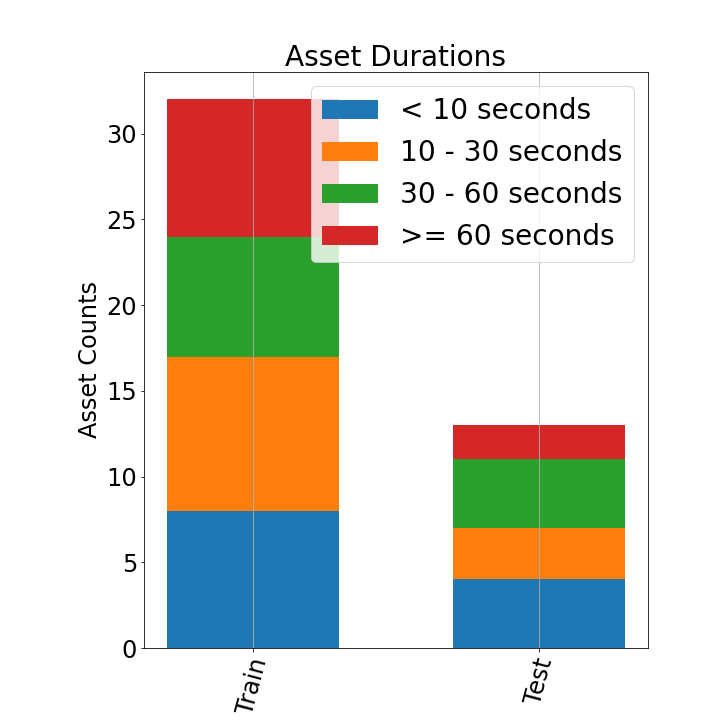 Asset Durations
< 10 seconds
10 - 30 seconds
30 - 60 seconds
>= 60 seconds
Asset Counts
30
25
20
15
10
5
0
Train
Test